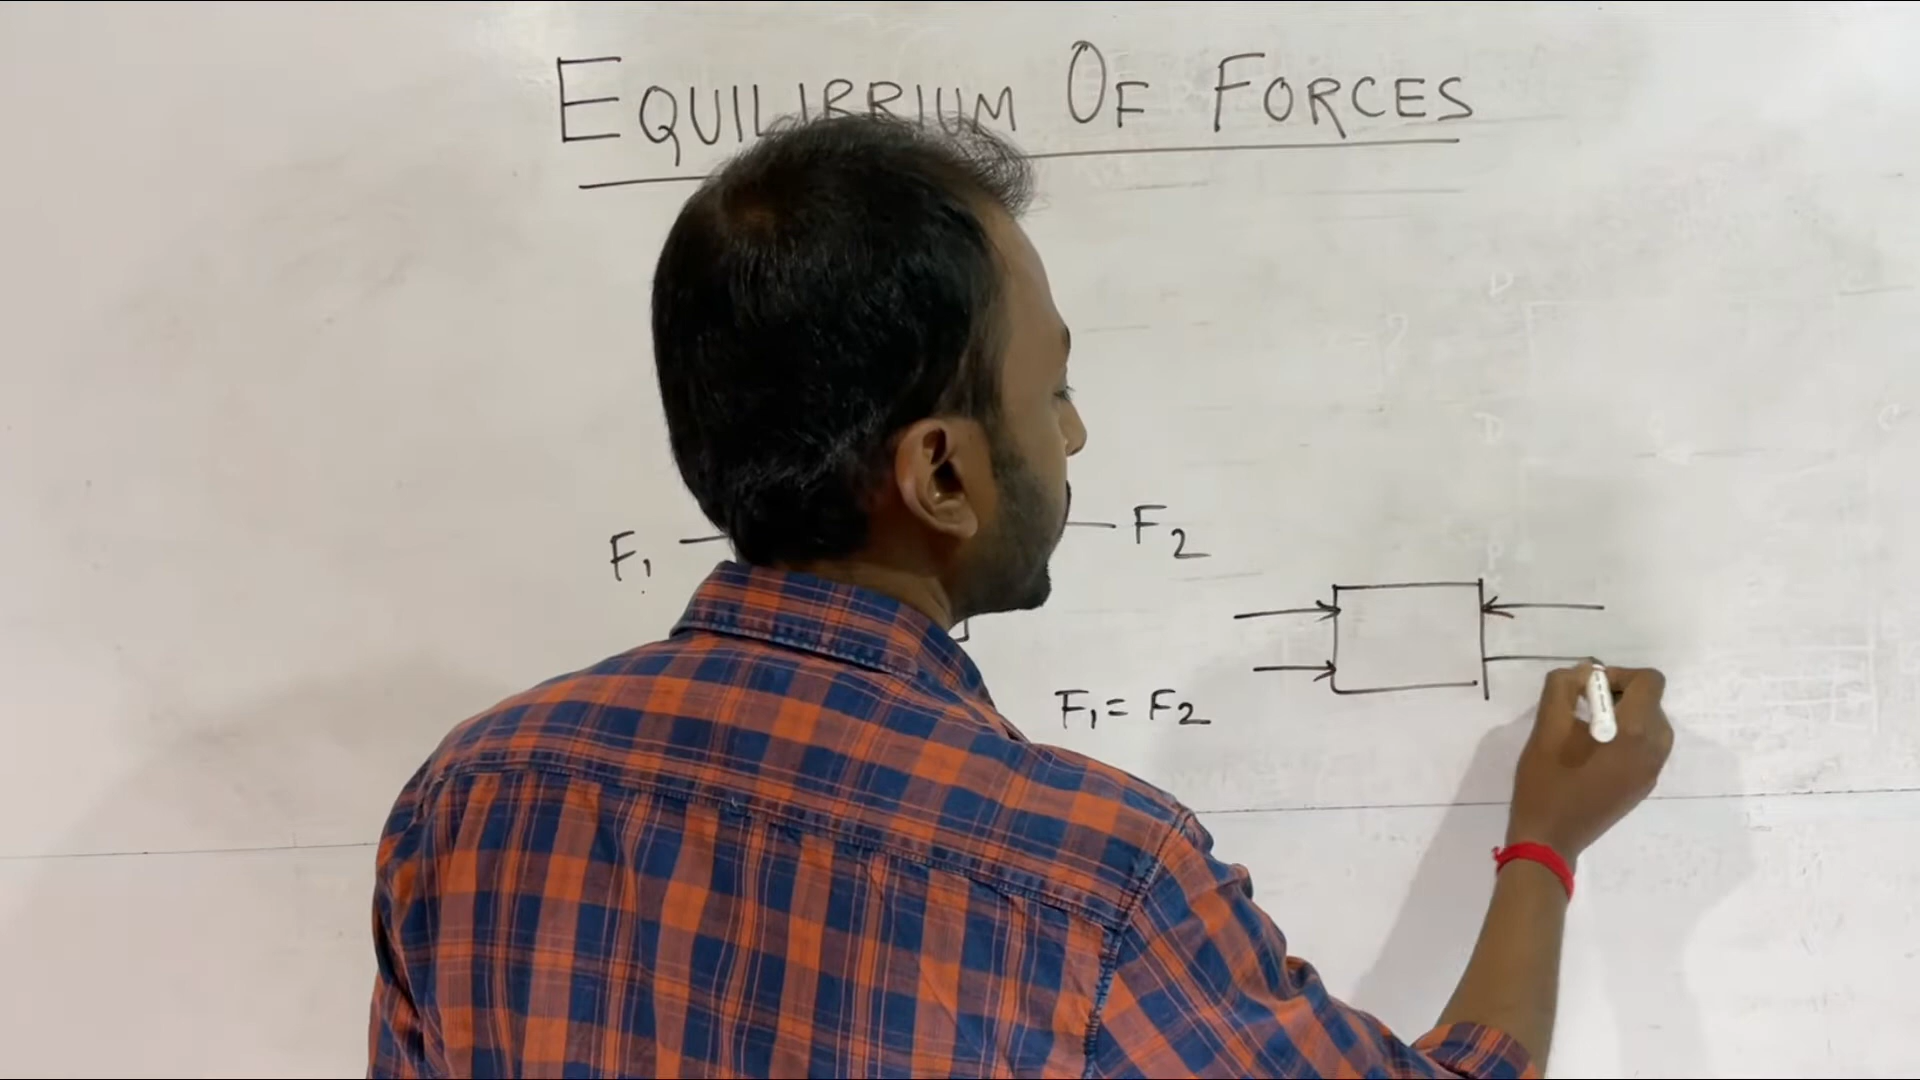 EQUILIBRIUM OF FORCES
F₁
F₂
F₁ = F₂